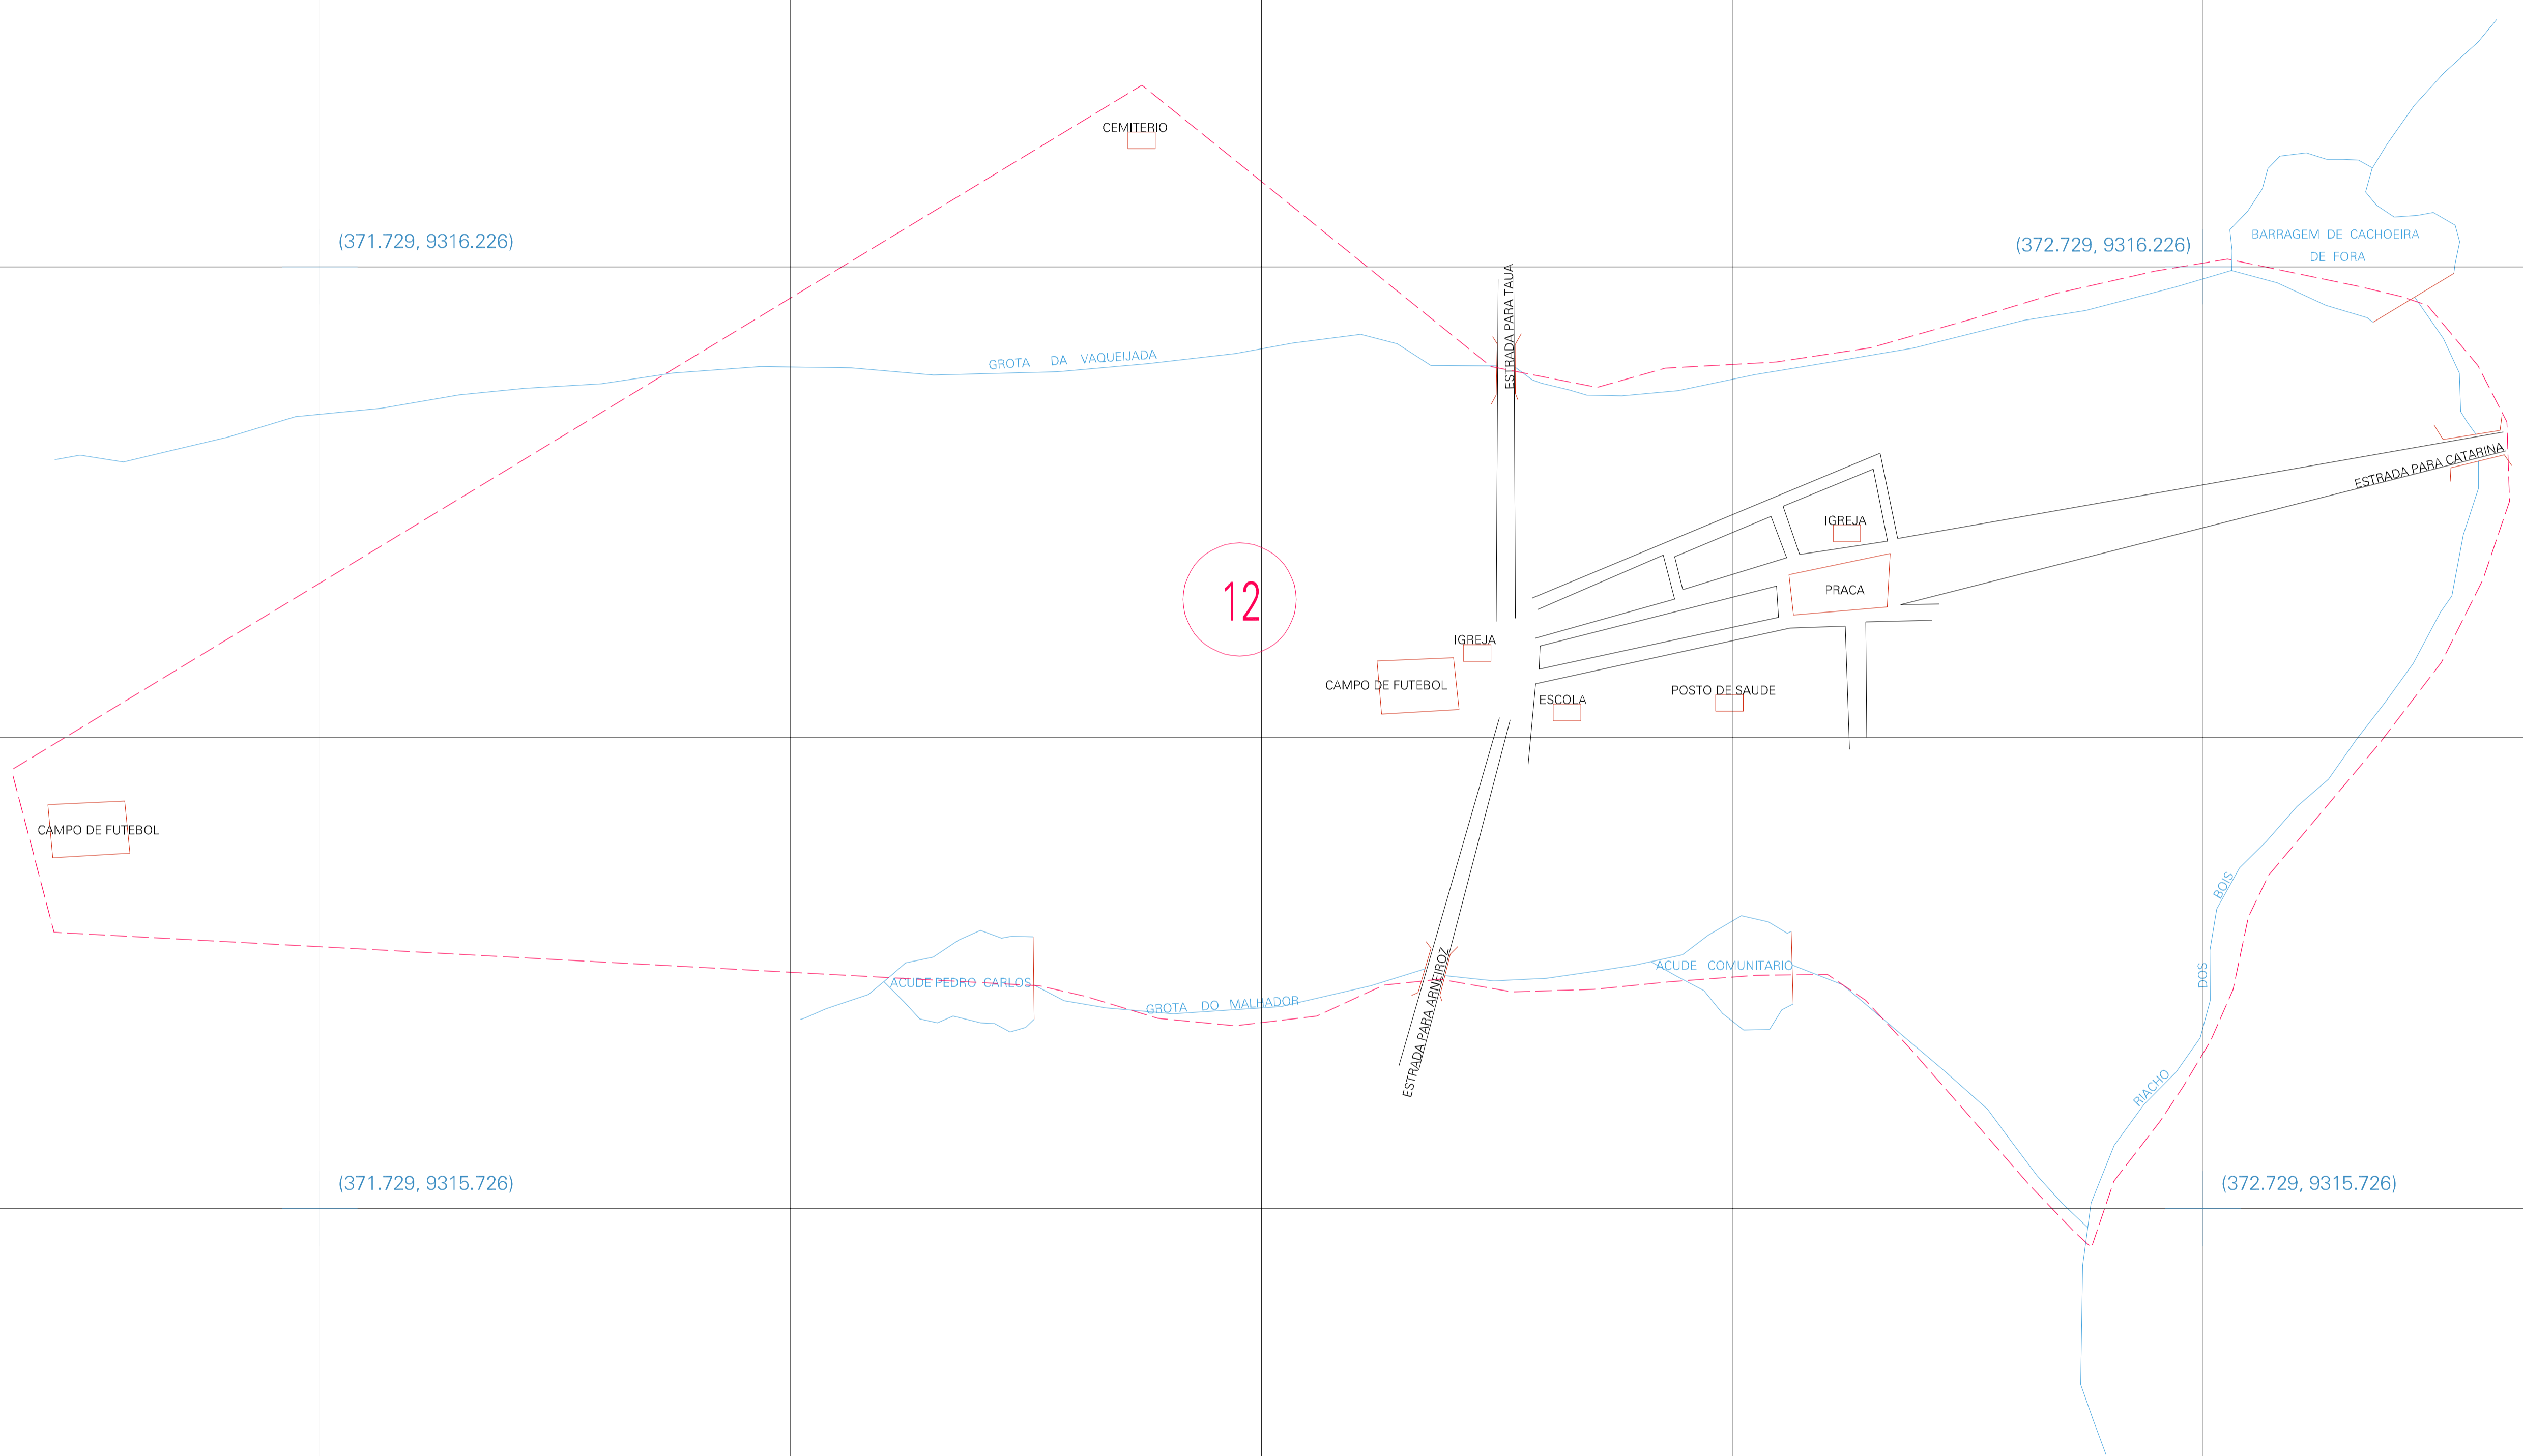 CEMITERIO
(371.729, 9316.226)
(372.729, 9316.226)
BARRAGEM DE CACHOEIRA
DE FORA
ESTRADA PARA TAUA
GROTA DA VAQUEIJADA
ESTRADA PARA CATARINA
IGREJA
PRACA
12
IGREJA
CAMPO DE FUTEBOL
ESCOLA
POSTO DE SAUDE
CAMPO DE FUTEBOL
ACUDE PEDRO CARLOS
GROTA DO MALHADOR
ESTRADA PARA ARNEIROZ
ACUDE COMUNITARIO
RIACHO DOS BOIS
(371.729, 9315.726)
(372.729, 9315.726)